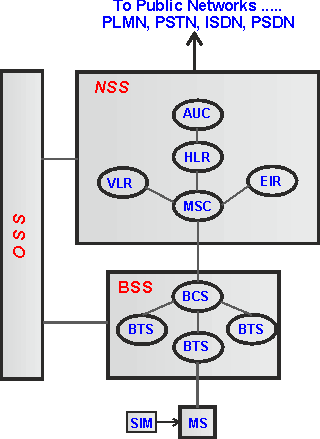 To Public Networks .....
PLMN, PSTN, ISDN, PSDN
NSS
AUC
HLR
VLR
EIR
MSC
OSS
BSS
BCS
BTS
BTS
BTS
SIM
MS